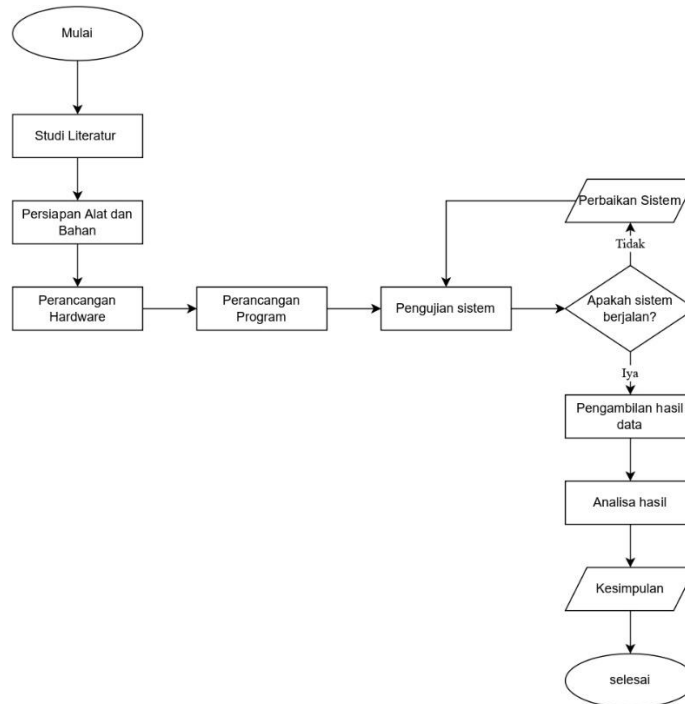 Mulai
Studi Literatur
Persiapan Alat dan
Bahan
Perancangan
Hardware
Perancangan
Program
Pengujian sistem
Apakah sistem
berjalan?
Tidak
Perbaikan Sistem
Iya
Pengambilan hasil
data
Analisa hasil
Kesimpulan
selesai